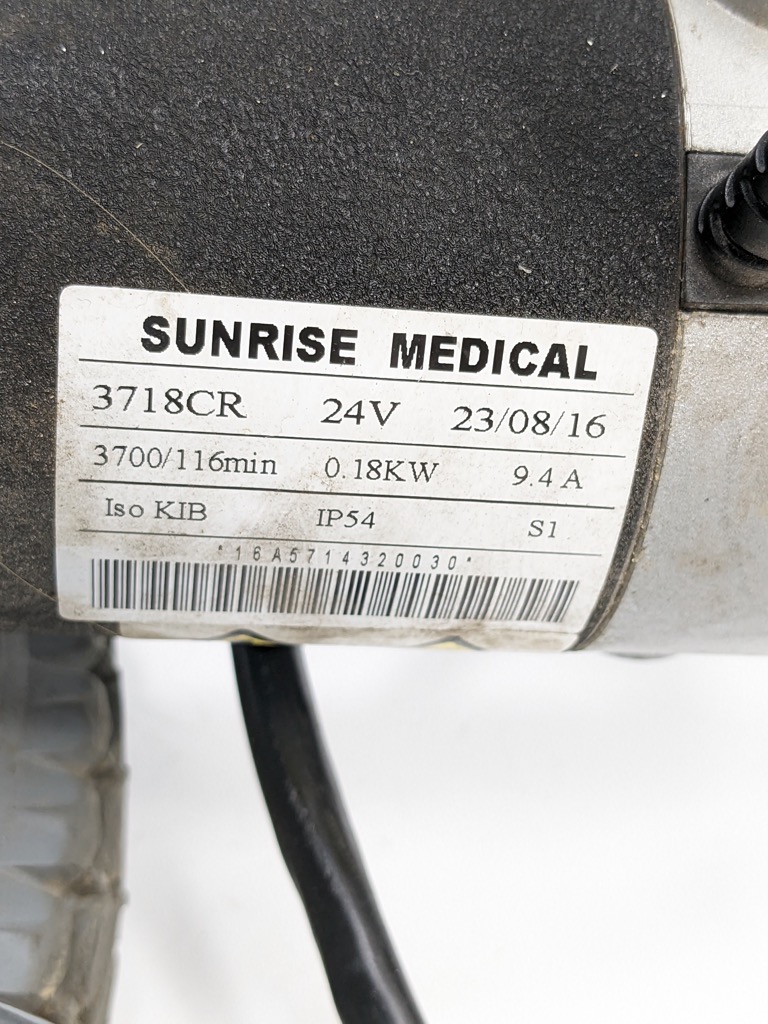 SUNRISE MEDICAL
3718CR 24V 23/08/16
3700/116min 0.18KW 9.4 A
Iso KIB IP54 S1
*16A5714320030*